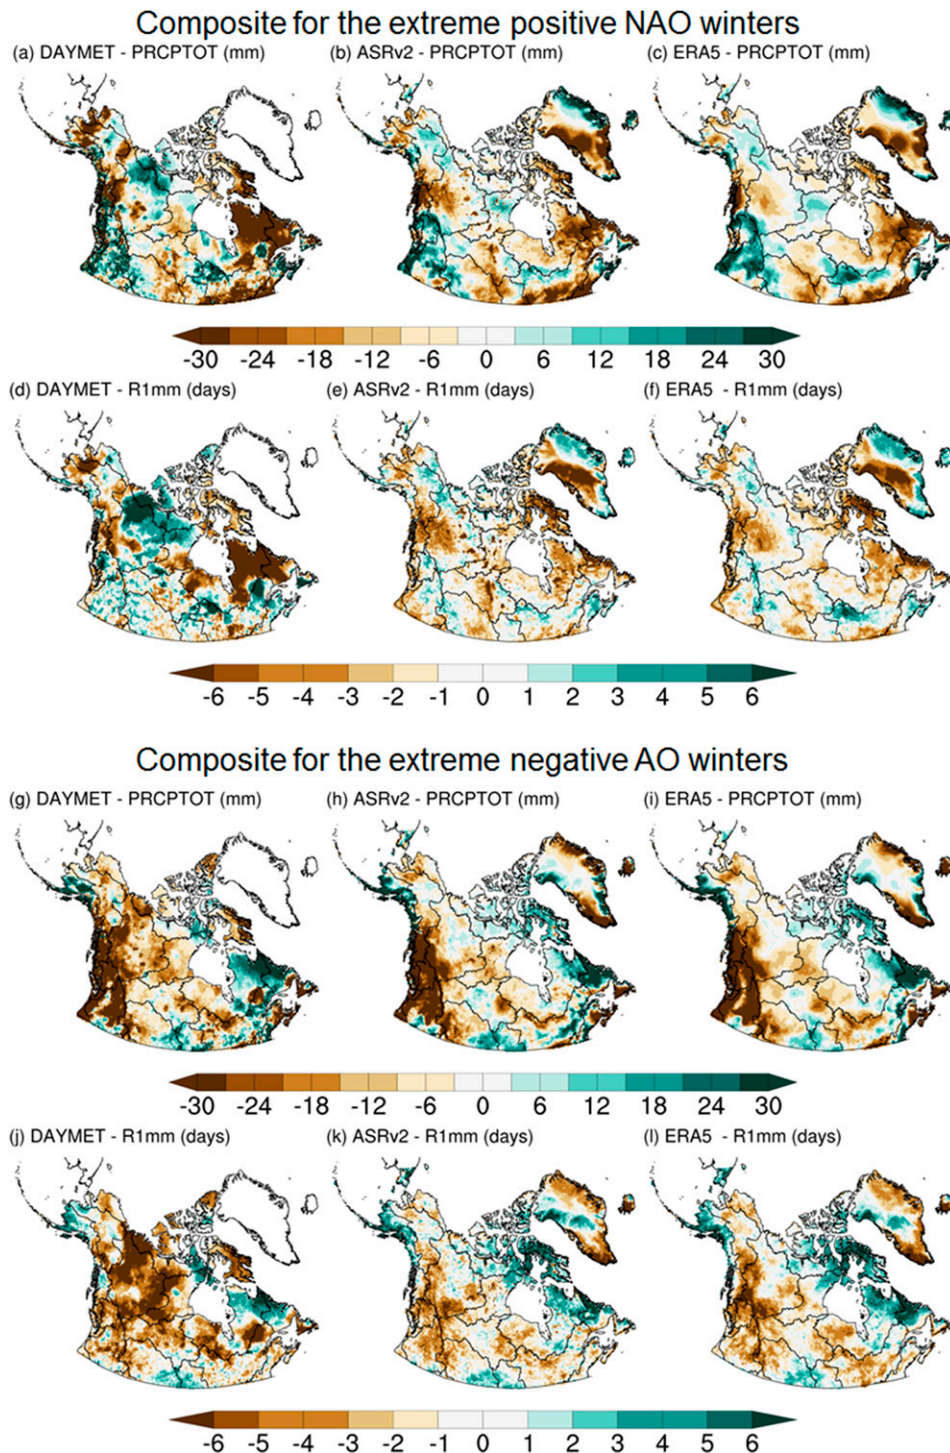 Composite for the extreme positive NAO winters
(a) DAYMET - PRCPTOT (mm) (b) ASRv2 - PRCPTOT (mm) (c) ERA5 - PRCPTOT (mm)
-30 -24 -18 -12 -6 0 6 12 18 24 30
(d) DAYMET - R1mm (days) (e) ASRv2 - R1mm (days) (f) ERA5 - R1mm (days)
-6 -5 -4 -3 -2 -1 0 1 2 3 4 5 6
Composite for the extreme negative AO winters
(g) DAYMET - PRCPTOT (mm) (h) ASRv2 - PRCPTOT (mm) (i) ERA5 - PRCPTOT (mm)
-30 -24 -18 -12 -6 0 6 12 18 24 30
(j) DAYMET - R1mm (days) (k) ASRv2 - R1mm (days) (l) ERA5 - R1mm (days)
-6 -5 -4 -3 -2 -1 0 1 2 3 4 5 6